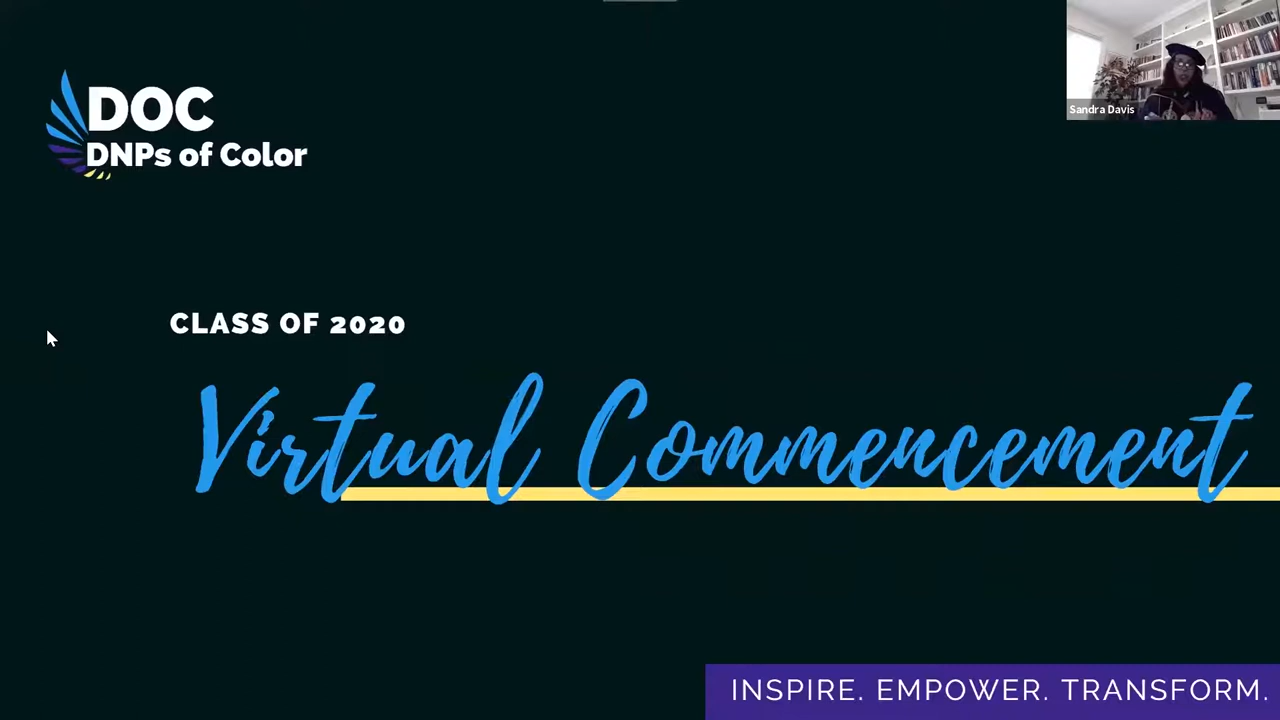 DOC
DNPs of Color
Sandra Davis
CLASS OF 2020
Virtual Commencement
INSPIRE. EMPOWER. TRANSFORM.